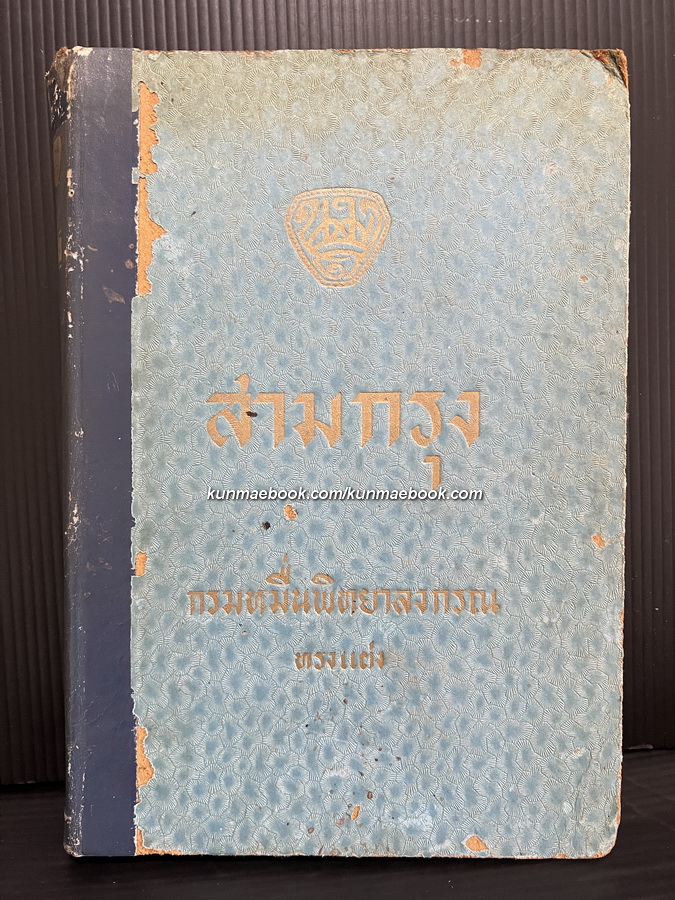 สามกรุง
kunmaebook.com/kunmaebook.com
กรมหมื่นพิทยาลงกรณ
ทรงแต่ง